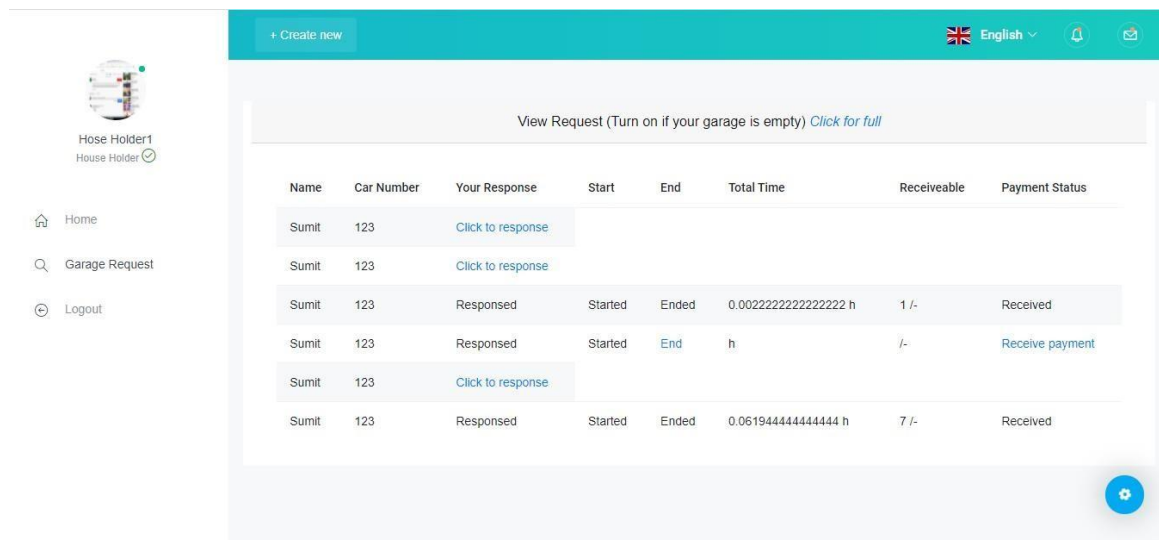 + Create new
English
Hose Holder1
House Holder
Home
Garage Request
Logout
View Request (Turn on if your garage is empty) Click for full
Name Car Number Your Response Start End Total Time Receiveable Payment Status
Sumit 123 Click to response
Sumit 123 Click to response
Sumit 123 Responsed Started Ended 0.0022222222222222 h 1 /- Received
Sumit 123 Responsed Started End h /- Receive payment
Sumit 123 Click to response
Sumit 123 Responsed Started Ended 0.061944444444444 h 7 /- Received